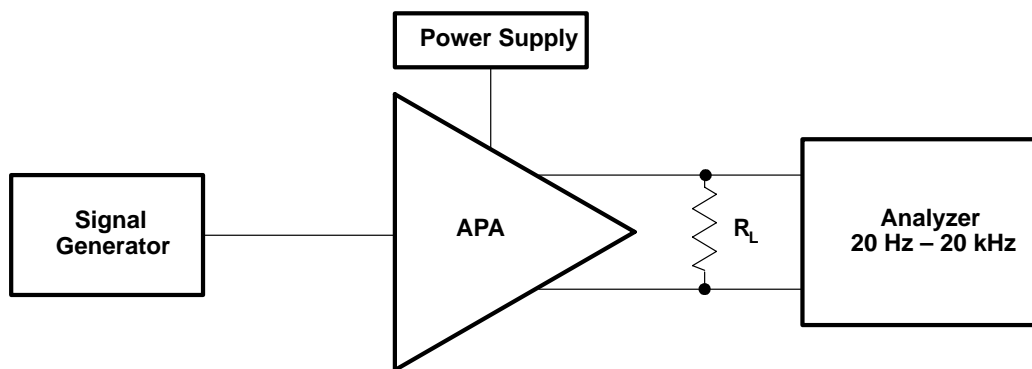 Power Supply
Signal
Generator
APA
RL
Analyzer
20 Hz – 20 kHz